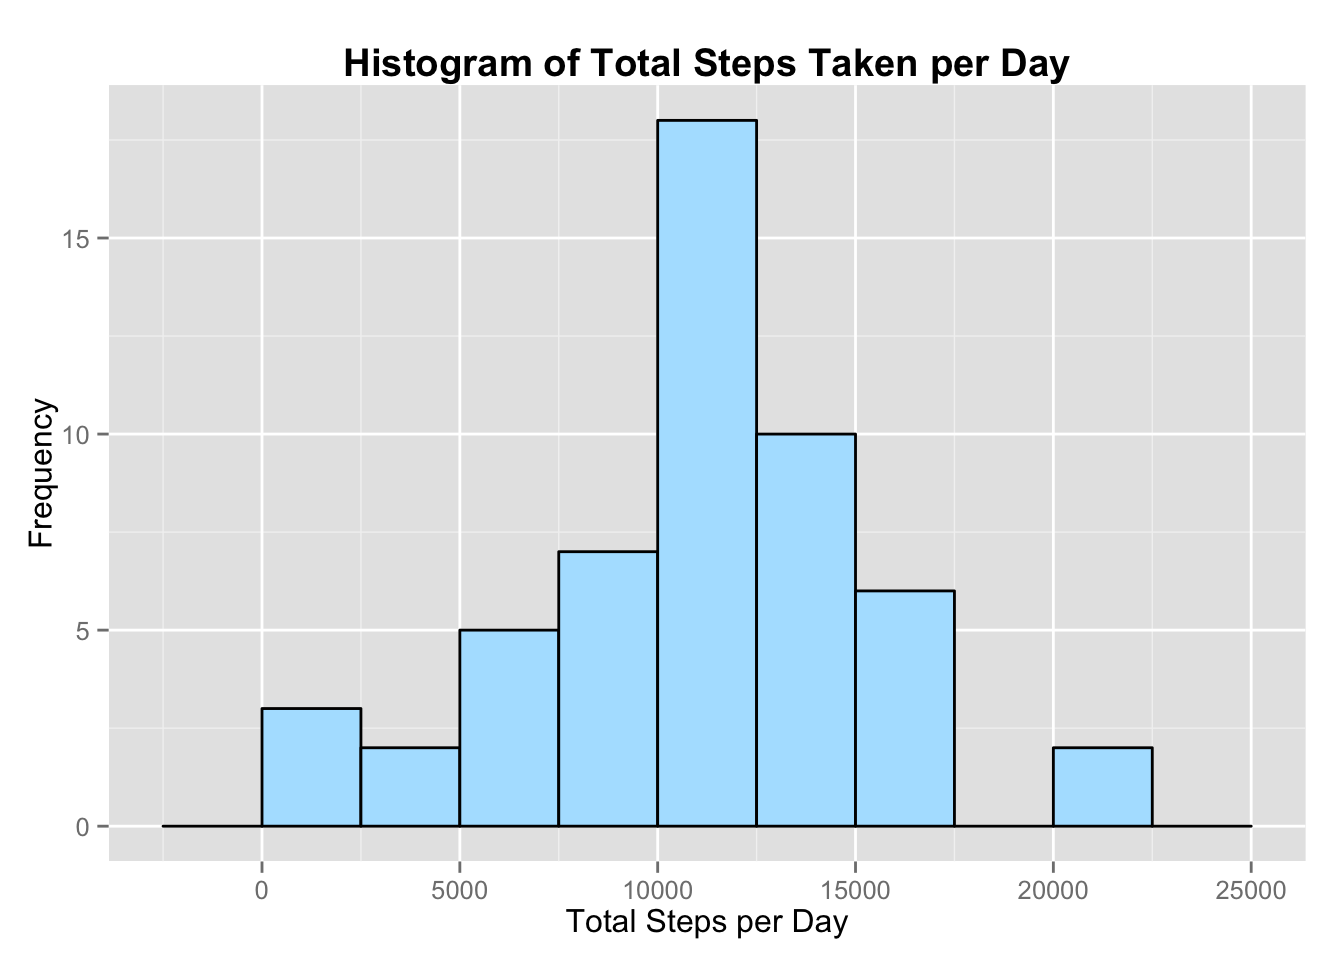 Histogram of Total Steps Taken per Day
Frequency
15
10
5
0
0 5000 10000 15000 20000 25000
Total Steps per Day